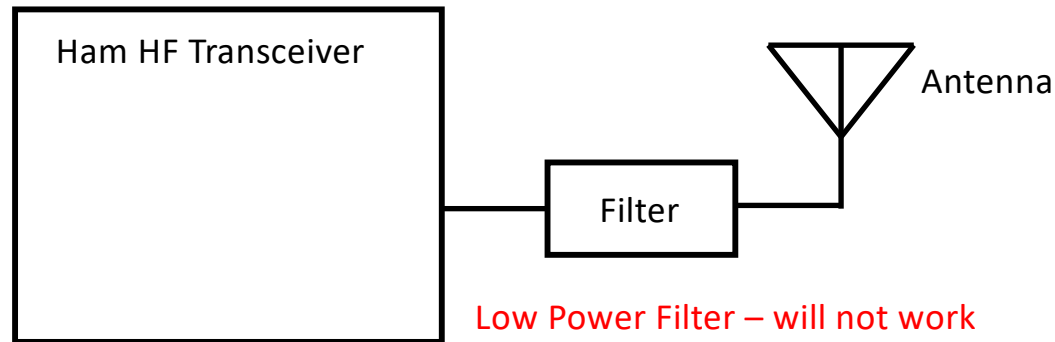 Ham HF Transceiver
Antenna
Filter
Low Power Filter – will not work